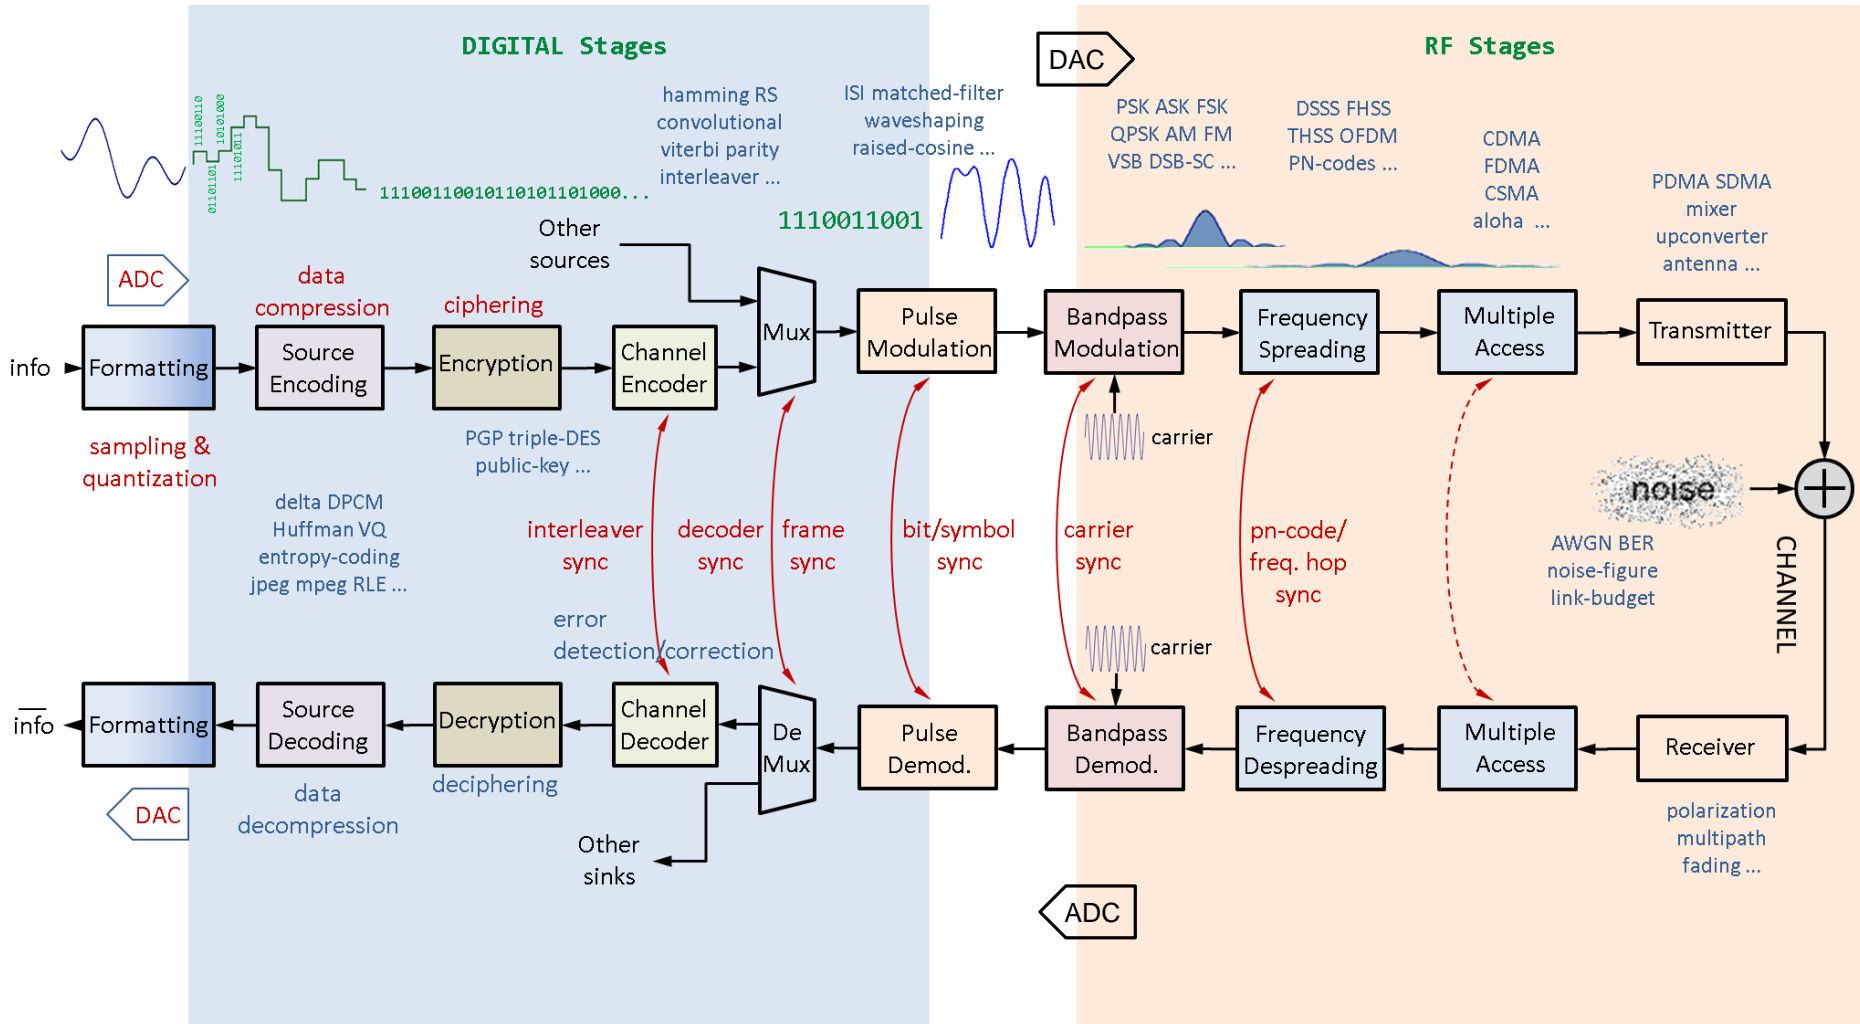 DIGITAL Stages
DAC
RF Stages
11100110
01101101
10101000
11101011
111001100101101011011000...
hamming RS
convolutional
viterbi parity
interleaver ...
ISI matched-filter
waveshaping
raised-cosine ...
1110011001
PSK ASK FSK
QPSK AM FM
VSB DSB-SC ...
DSSS FHSS
THSS OFDM
PN-codes ...
CDMA
FDMA
CSMA
aloha ...
PDMA SDMA
mixer
upconverter
antenna ...
Other
sources
ADC
data
compression
ciphering
info
Formatting
Source
Encoding
Encryption
Channel
Encoder
Mux
Pulse
Modulation
Bandpass
Modulation
Frequency
Spreading
Multiple
Access
Transmitter
sampling &
quantization
PGP triple-DES
public-key ...
carrier
noise
delta DPCM
Huffman VQ
entropy-coding
jpeg mpeg RLE ...
interleaver
sync
decoder
sync
frame
sync
bit/symbol
sync
carrier
sync
pn-code/
freq. hop
sync
AWGN BER
noise-figure
link-budget
CHANNEL
error
detection/correction
carrier
info
Formatting
Source
Decoding
Decryption
Channel
Decoder
De
Mux
Pulse
Demod.
Bandpass
Demod.
Frequency
Despreading
Multiple
Access
Receiver
DAC
data
decompression
deciphering
Other
sinks
polarization
multipath
fading ...
ADC